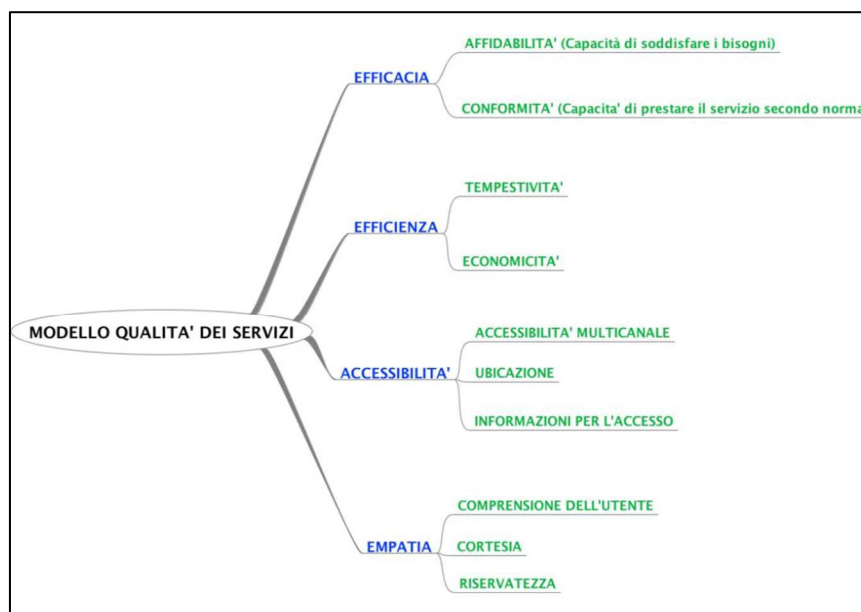 AFFIDABILITA' (Capacità di soddisfare i bisogni)
EFFICACIA
CONFORMITA' (Capacita' di prestare il servizio secondo norma
TEMPESTIVITA'
EFFICIENZA
ECONOMICITA'
MODELLO QUALITA' DEI SERVIZI
ACCESSIBILITA' MULTICANALE
ACCESSIBILITA'
UBICAZIONE
INFORMAZIONI PER L'ACCESSO
COMPRENSIONE DELL'UTENTE
EMPATIA
CORTESIA
RISERVATEZZA